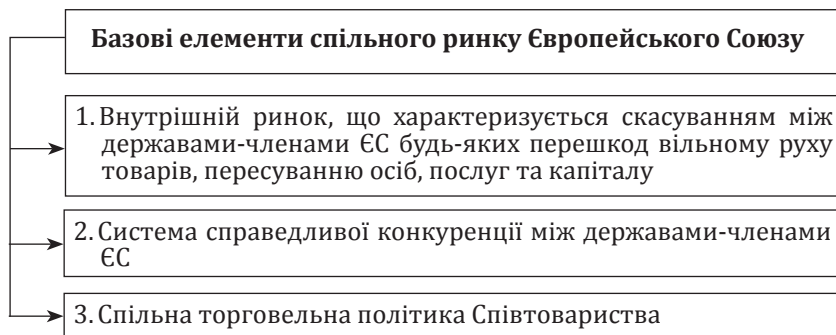 Базові елементи спільного ринку Європейського Союзу
1. Внутрішній ринок, що характеризується скасуванням між
державами-членами ЄС будь-яких перешкод вільному руху
товарів, пересуванню осіб, послуг та капіталу
2. Система справедливої конкуренції між державами-членами
ЄС
3. Спільна торговельна політика Співтовариства